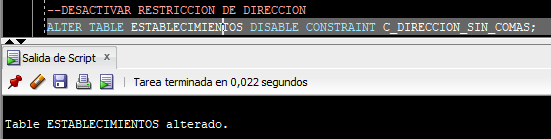 --DESACTIVAR RESTRICCION DE DIRECCION
ALTER TABLE ESTABLECIMIENTOS DISABLE CONSTRAINT C_DIRECCION_SIN_COMAS;
Salida de Script x
Tarea terminada en 0,022 segundos
Table ESTABLECIMIENTOS alterado.